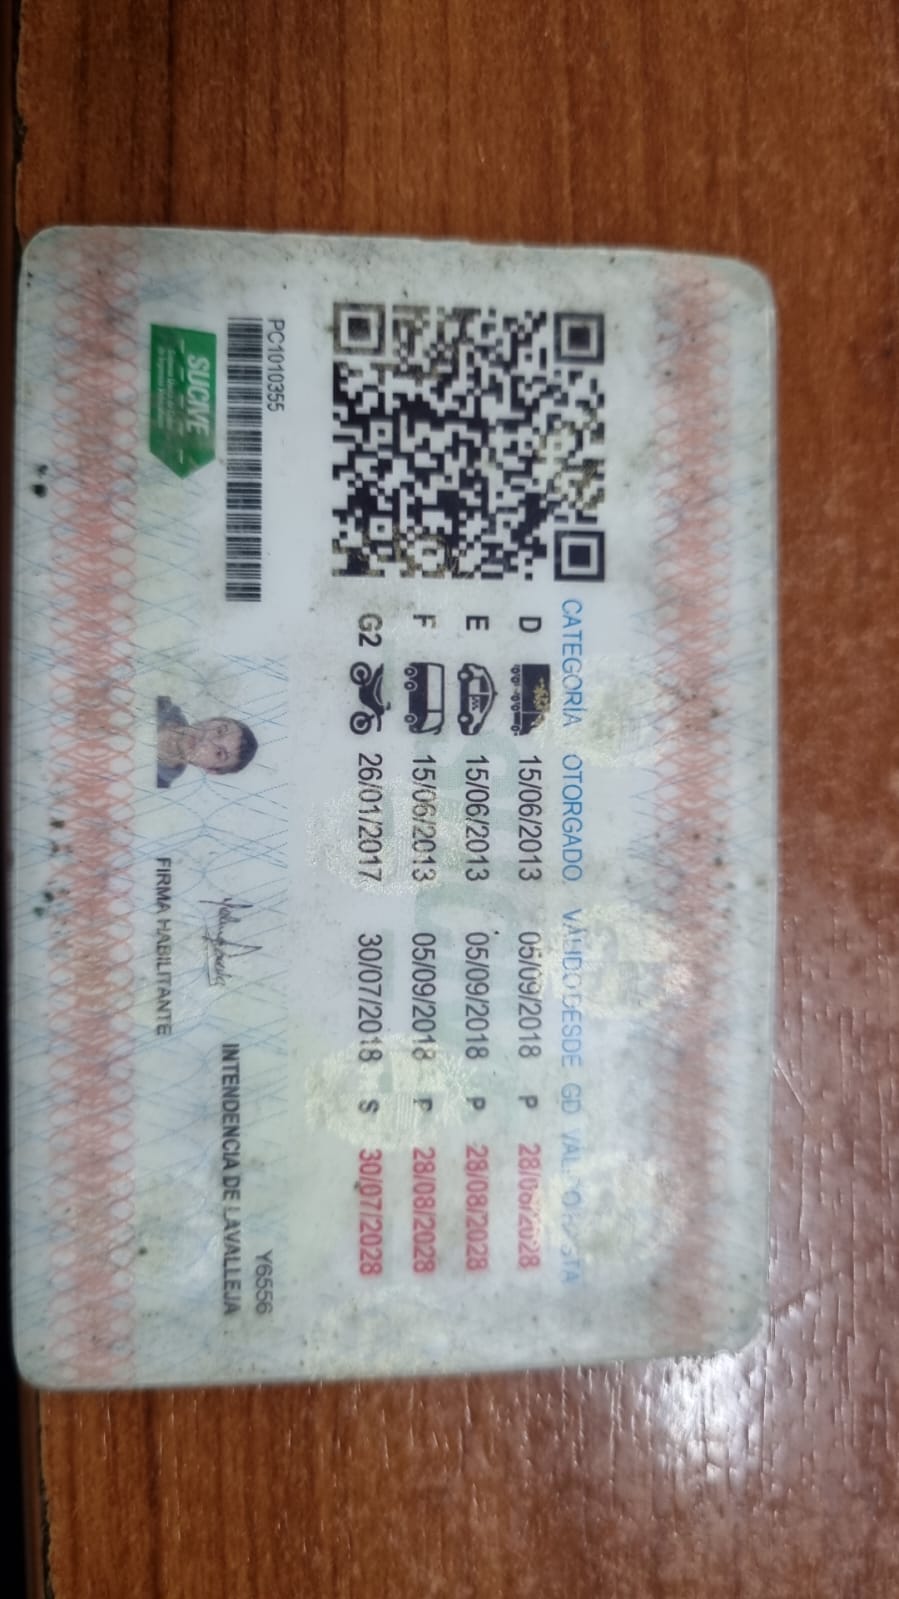 CATEGORÍA OTORGADO VALIDO DESDE GD VAL. HASTA
D 15/06/2013 05/09/2018 P 28/08/2028
E 15/06/2013 05/09/2018 P 28/08/2028
F 15/06/2013 05/09/2018 P 28/08/2028
G2 26/01/2017 30/07/2018 S 30/07/2028
PC1010355
SUCIVE
Y6556
INTENDENCIA DE LAVALLEJA
FIRMA HABILITANTE